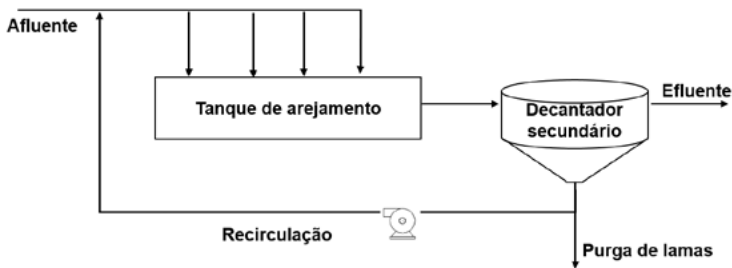 Afluente
Tanque de arejamento
Decantador
secundário
Efluente
Recirculação
Purga de lamas